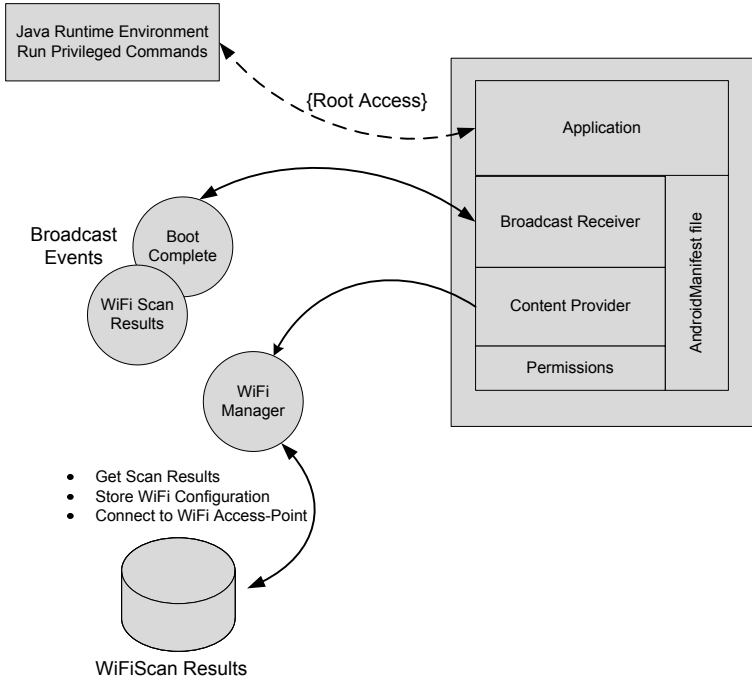 Java Runtime Environment
Run Privileged Commands
{Root Access}
Application
Broadcast Receiver
Content Provider
Permissions
AndroidManifest file
Broadcast
Events
Boot
Complete
WiFi Scan
Results
WiFi
Manager
• Get Scan Results
• Store WiFi Configuration
• Connect to WiFi Access-Point
WiFiScan Results